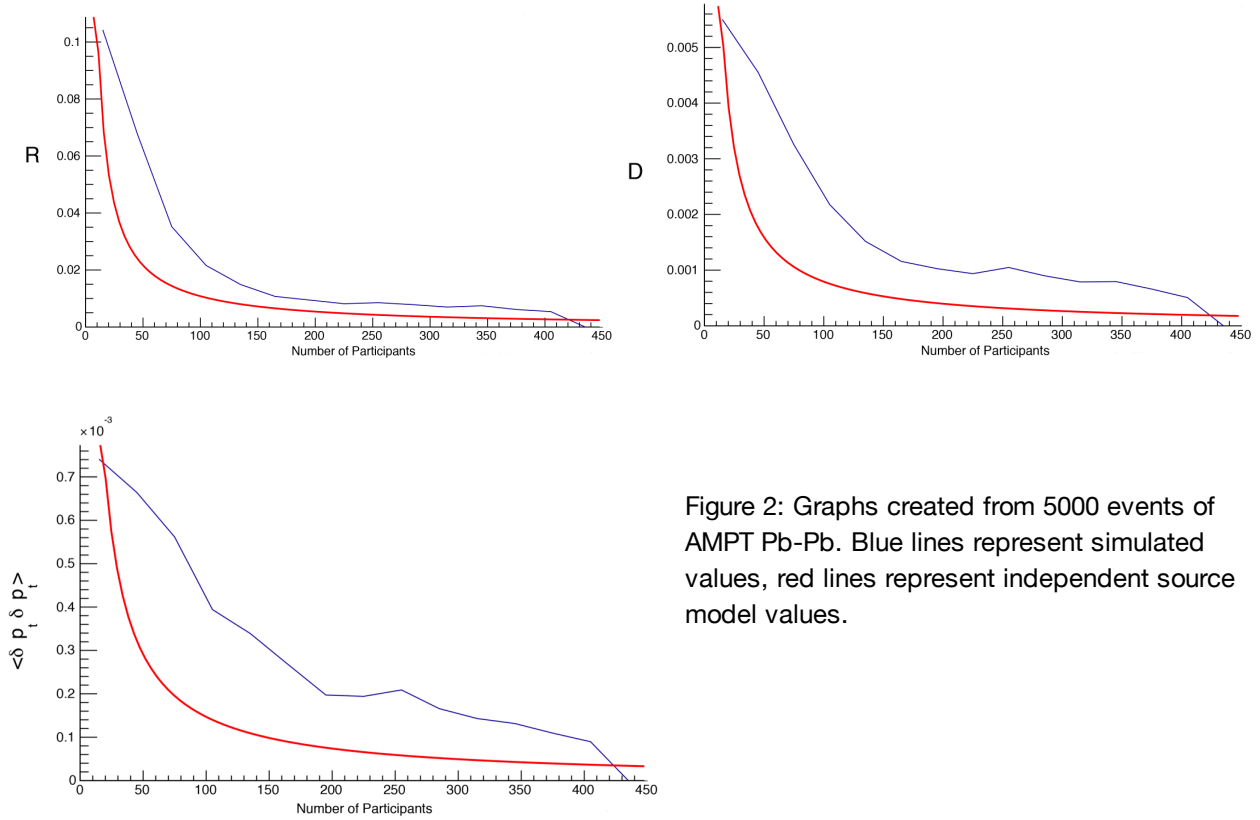 0.1
0.08
0.06
0.04
0.02
0
R
0 50 100 150 200 250 300 350 400 450
Number of Participants
0.005
0.004
0.003
0.002
0.001
0
D
0 50 100 150 200 250 300 350 400 450
Number of Participants
×10⁻³
0.7
0.6
0.5
0.4
0.3
0.2
0.1
0
<δ pₜ δ pₜ>
0 50 100 150 200 250 300 350 400 450
Number of Participants
Figure 2: Graphs created from 5000 events of
AMPT Pb-Pb. Blue lines represent simulated
values, red lines represent independent source
model values.